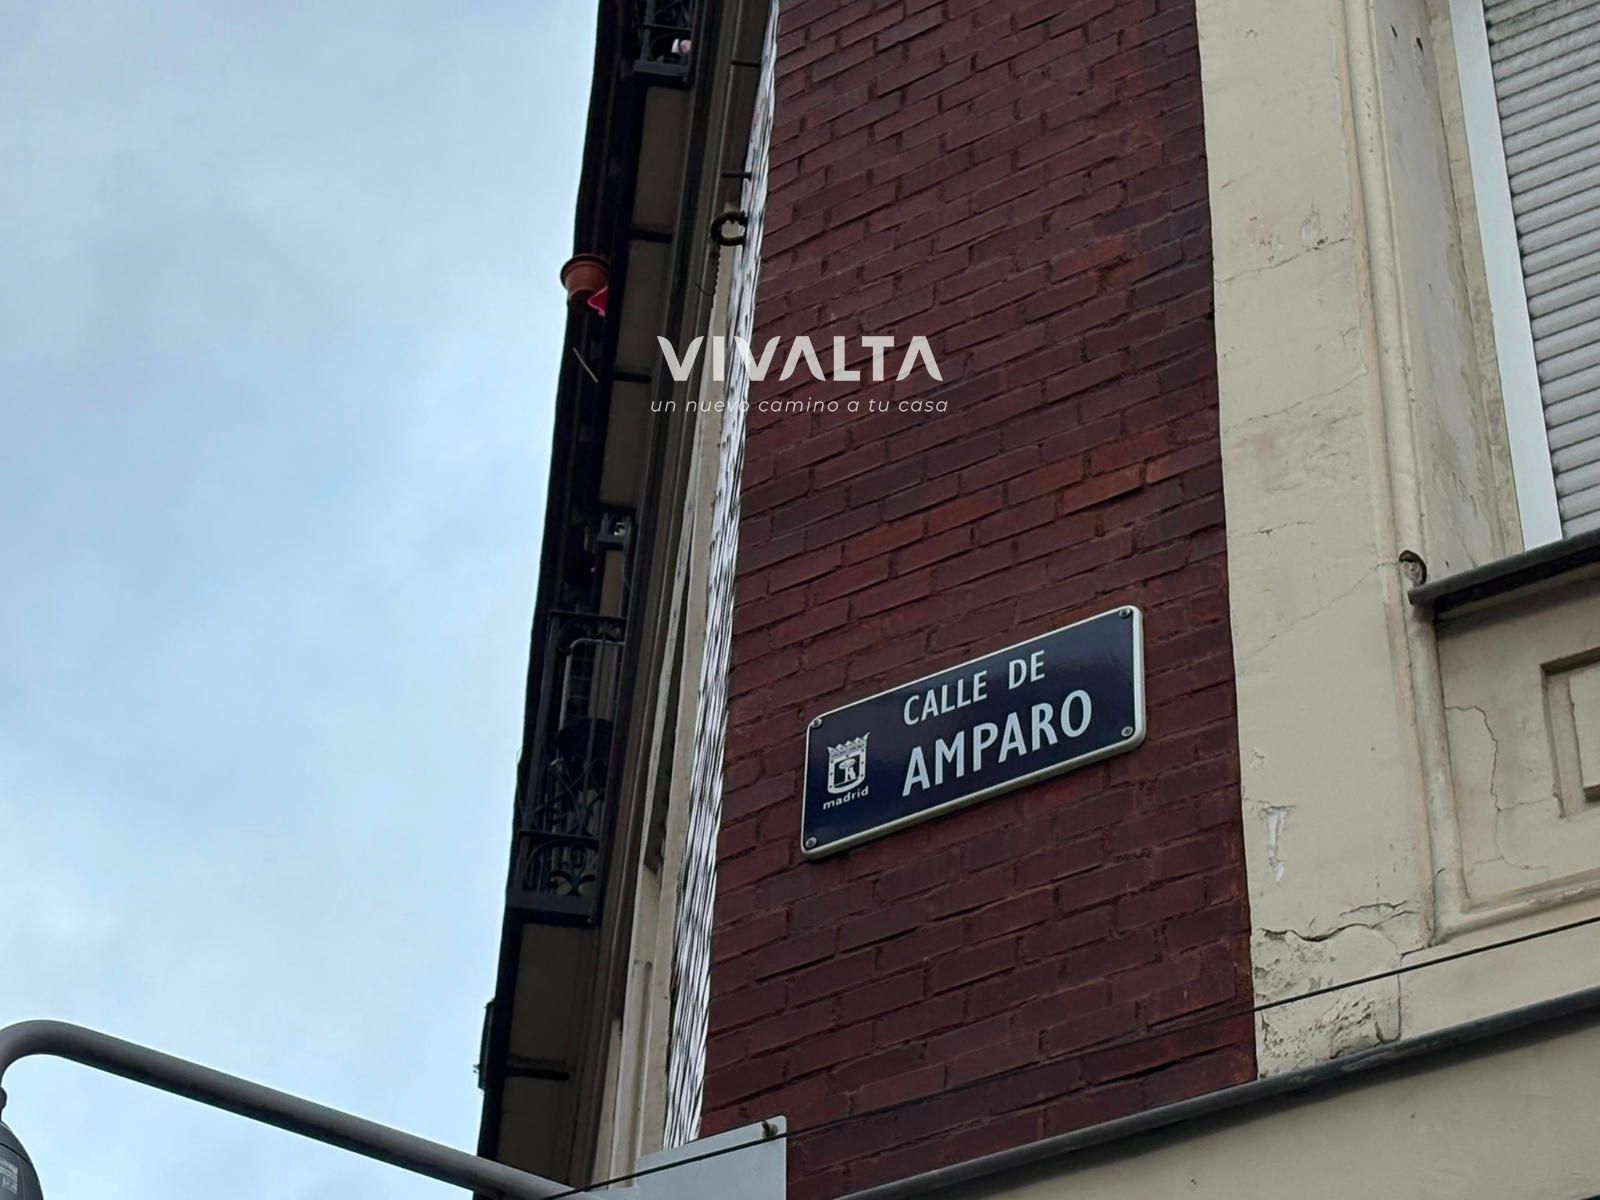 VIVALTA
un nuevo camino a tu casa
CALLE DE
AMPARO
madrid